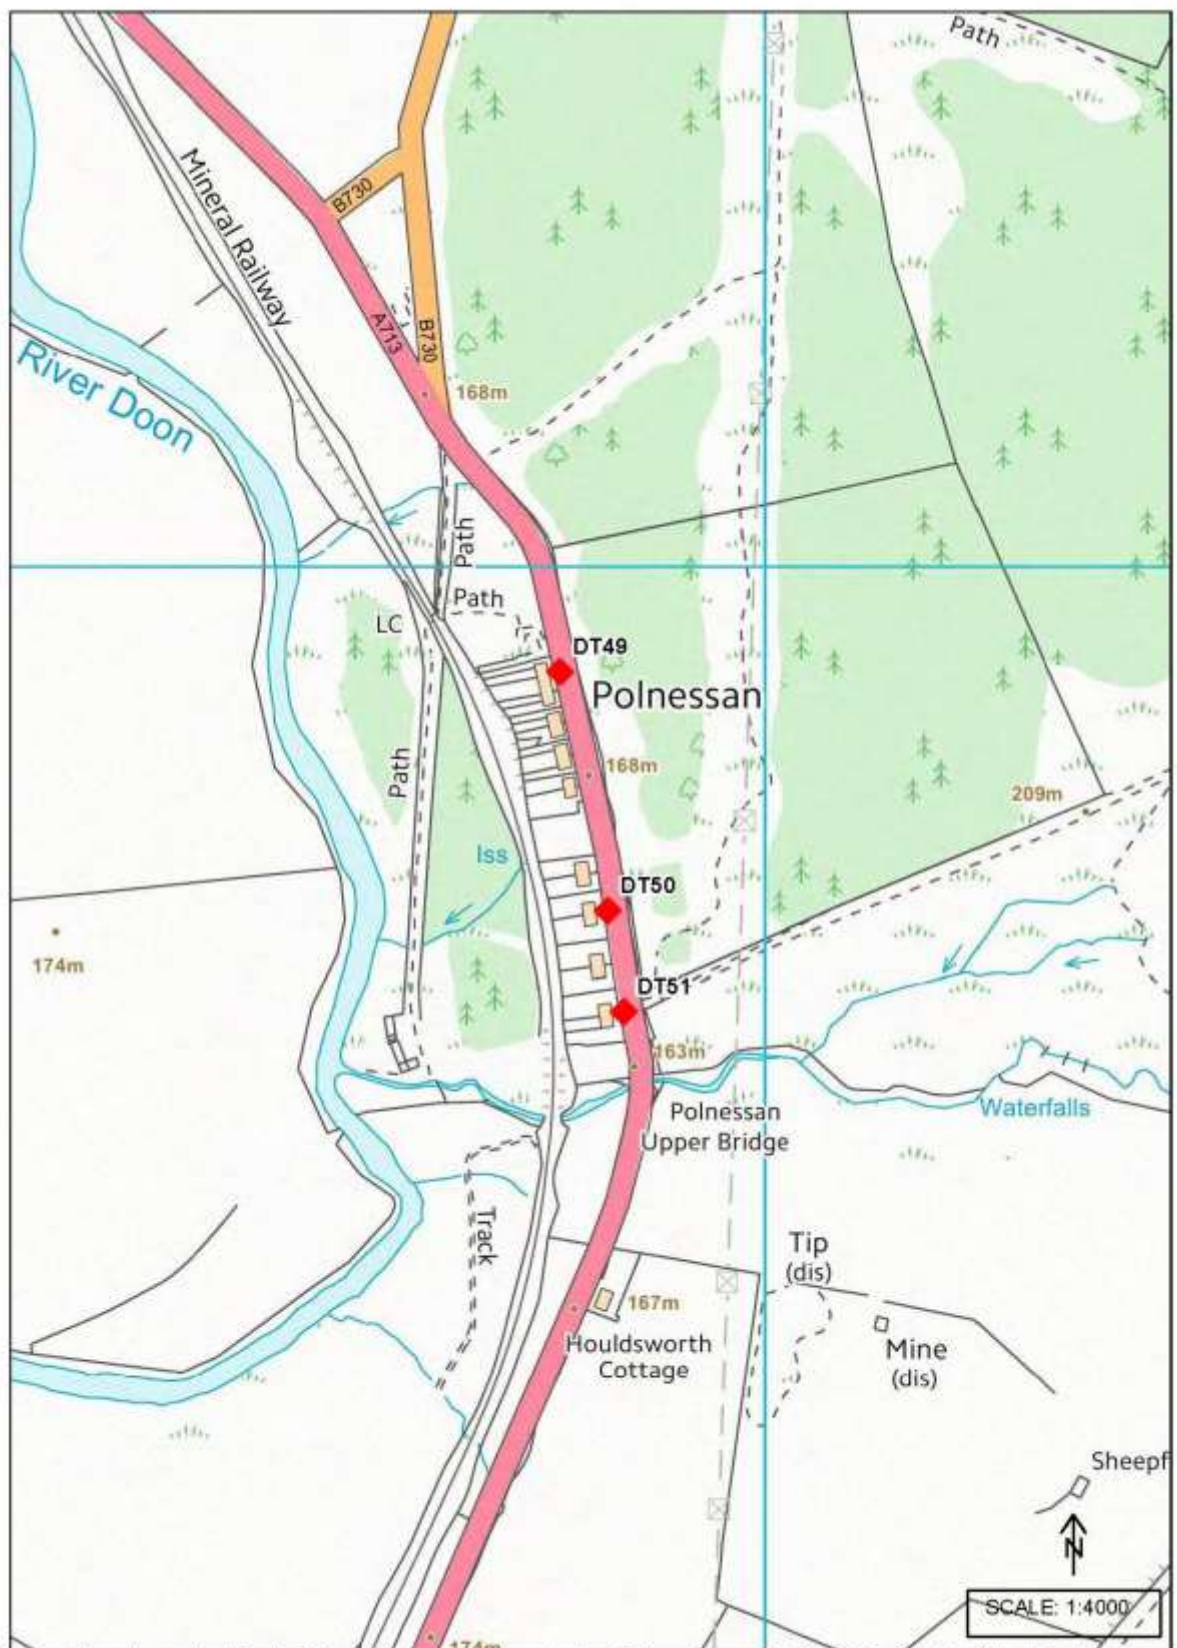 Path
Mineral Railway
B730
A713
B730
River Doon
168m
Path
Path
LC
DT49
Polnessan
168m
Path
209m
Iss
DT50
174m
DT51
163m
Waterfalls
Polnessan
Upper Bridge
Track
Tip
(dis)
167m
Houldsworth
Cottage
Mine
(dis)
Sheepf
N
SCALE: 1:4000
174m